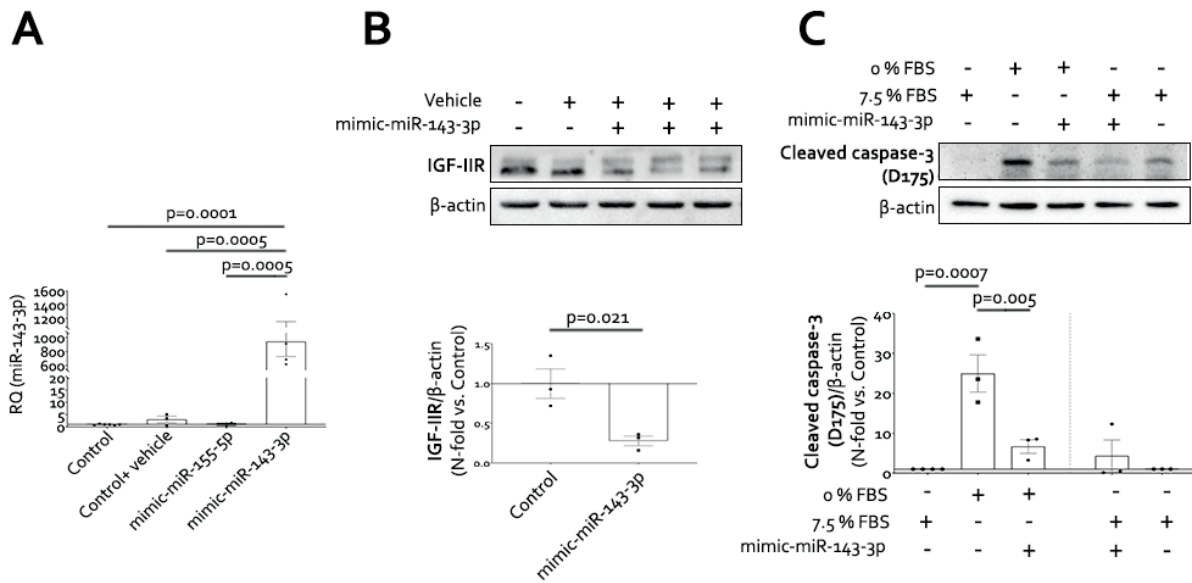 A
p=0.0001
p=0.0005
p=0.0005
RQ (miR-143-3p)
1600
1400
1200
1000
800
600
20
15
10
5
0
Control
Control+ vehicle
mimic-miR-155-5p
mimic-miR-143-3p
B
Vehicle - + + + +
mimic-miR-143-3p - - + + +
IGF-IIR
β-actin
p=0.021
IGF-IIR/β-actin
(N-fold vs. Control)
1.5
1.0
0.5
0.0
Control
mimic-miR-143-3p
C
0 % FBS - + + - -
7.5 % FBS + - - + +
mimic-miR-143-3p - - + + -
Cleaved caspase-3
(D175)
β-actin
p=0.0007
p=0.005
Cleaved caspase-3
(D175)/β-actin
(N-fold vs. Control)
40
30
20
10
0
0 % FBS - + + - -
7.5 % FBS + - - + +
mimic-miR-143-3p - - + + -